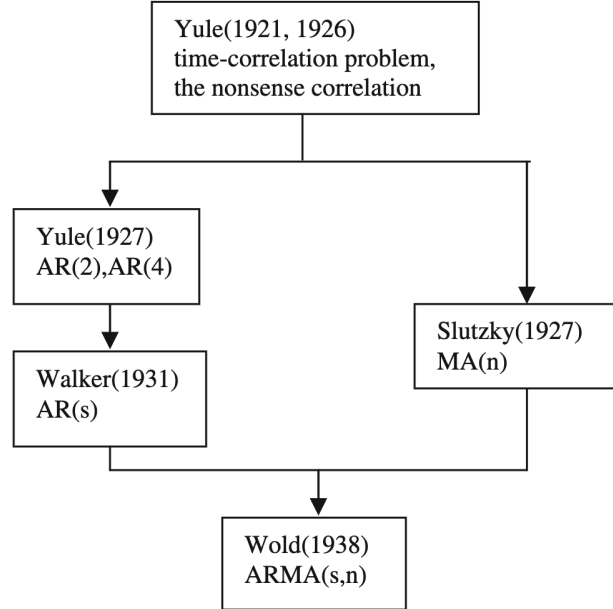 Yule(1921, 1926)
time-correlation problem,
the nonsense correlation
Yule(1927)
AR(2),AR(4)
Slutzky(1927)
MA(n)
Walker(1931)
AR(s)
Wold(1938)
ARMA(s,n)